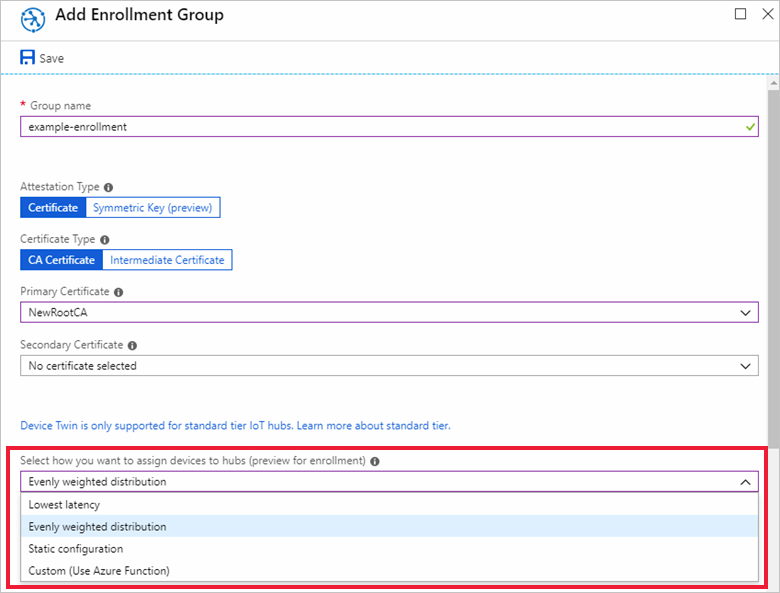 Add Enrollment Group
Save
* Group name
example-enrollment
Attestation Type
Certificate Symmetric Key (preview)
Certificate Type
CA Certificate Intermediate Certificate
Primary Certificate
NewRootCA
Secondary Certificate
No certificate selected
Device Twin is only supported for standard tier IoT hubs. Learn more about standard tier.
Select how you want to assign devices to hubs (preview for enrollment)
Evenly weighted distribution
Lowest latency
Evenly weighted distribution
Static configuration
Custom (Use Azure Function)